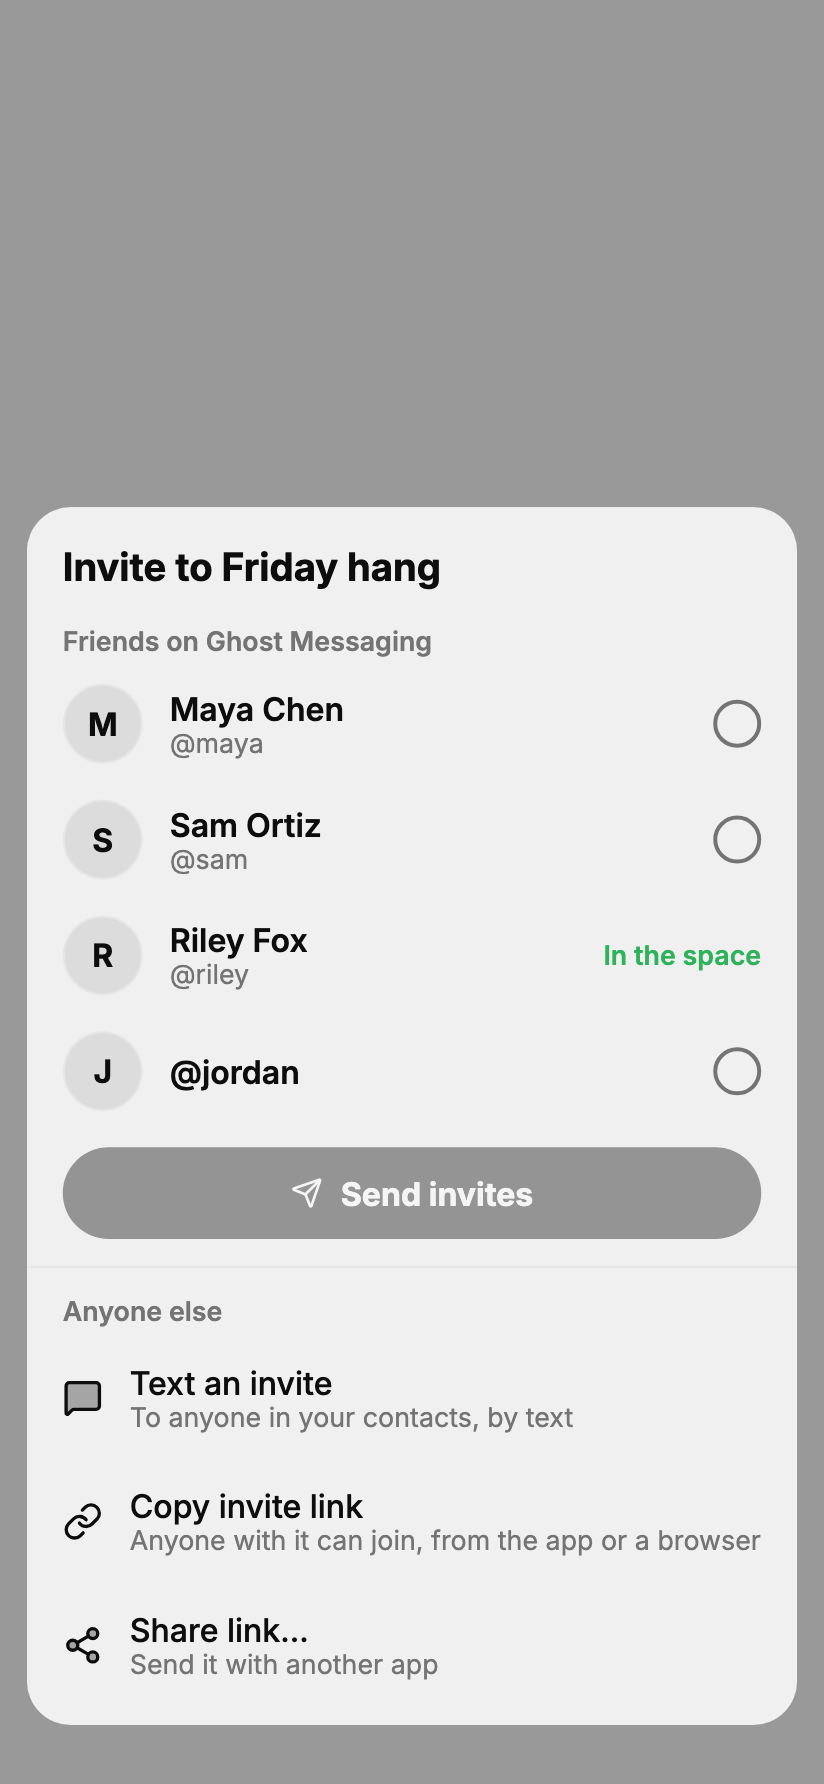 Invite to Friday hang
Friends on Ghost Messaging
M
Maya Chen
@maya
S
Sam Ortiz
@sam
R
Riley Fox
@riley
In the space
J
@jordan
Send invites
Anyone else
Text an invite
To anyone in your contacts, by text
Copy invite link
Anyone with it can join, from the app or a browser
Share link...
Send it with another app